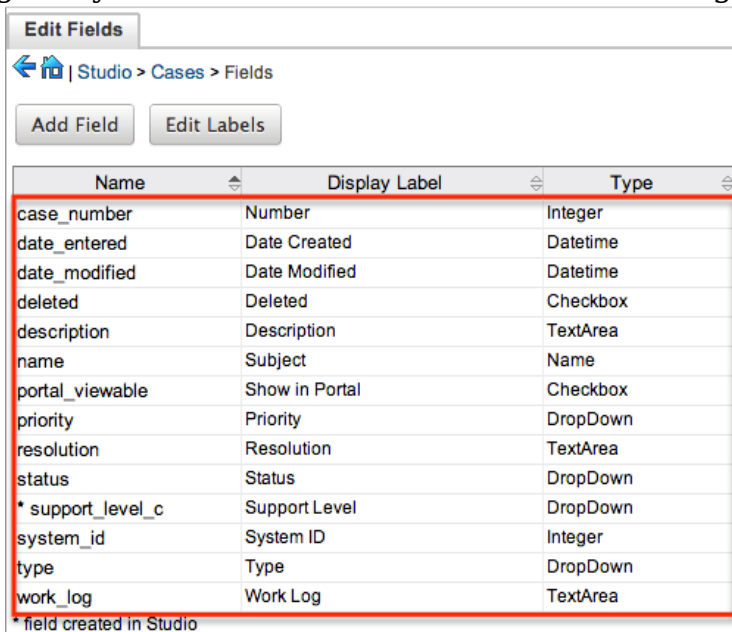 Edit Fields
| Studio > Cases > Fields
Add Field Edit Labels
Name Display Label Type
case_number Number Integer
date_entered Date Created Datetime
date_modified Date Modified Datetime
deleted Deleted Checkbox
description Description TextArea
name Subject Name
portal_viewable Show in Portal Checkbox
priority Priority DropDown
resolution Resolution TextArea
status Status DropDown
* support_level_c Support Level DropDown
system_id System ID Integer
type Type DropDown
work_log Work Log TextArea
* field created in Studio